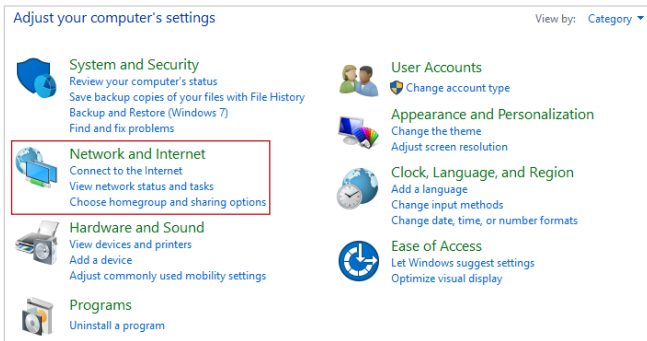 Adjust your computer's settings
View by: Category
System and Security
Review your computer's status
Save backup copies of your files with File History
Backup and Restore (Windows 7)
Find and fix problems
Network and Internet
Connect to the Internet
View network status and tasks
Choose homegroup and sharing options
Hardware and Sound
View devices and printers
Add a device
Adjust commonly used mobility settings
Programs
Uninstall a program
User Accounts
Change account type
Appearance and Personalization
Change the theme
Adjust screen resolution
Clock, Language, and Region
Add a language
Change input methods
Change date, time, or number formats
Ease of Access
Let Windows suggest settings
Optimize visual display